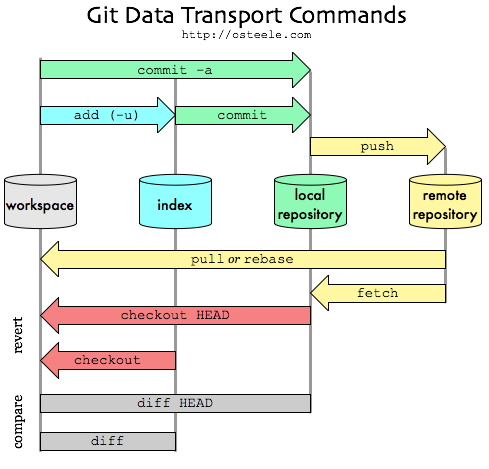 Git Data Transport Commands
http://osteele.com
commit -a
add (-u)
commit
push
workspace
index
local
repository
remote
repository
pull or rebase
fetch
revert
checkout HEAD
checkout
compare
diff HEAD
diff